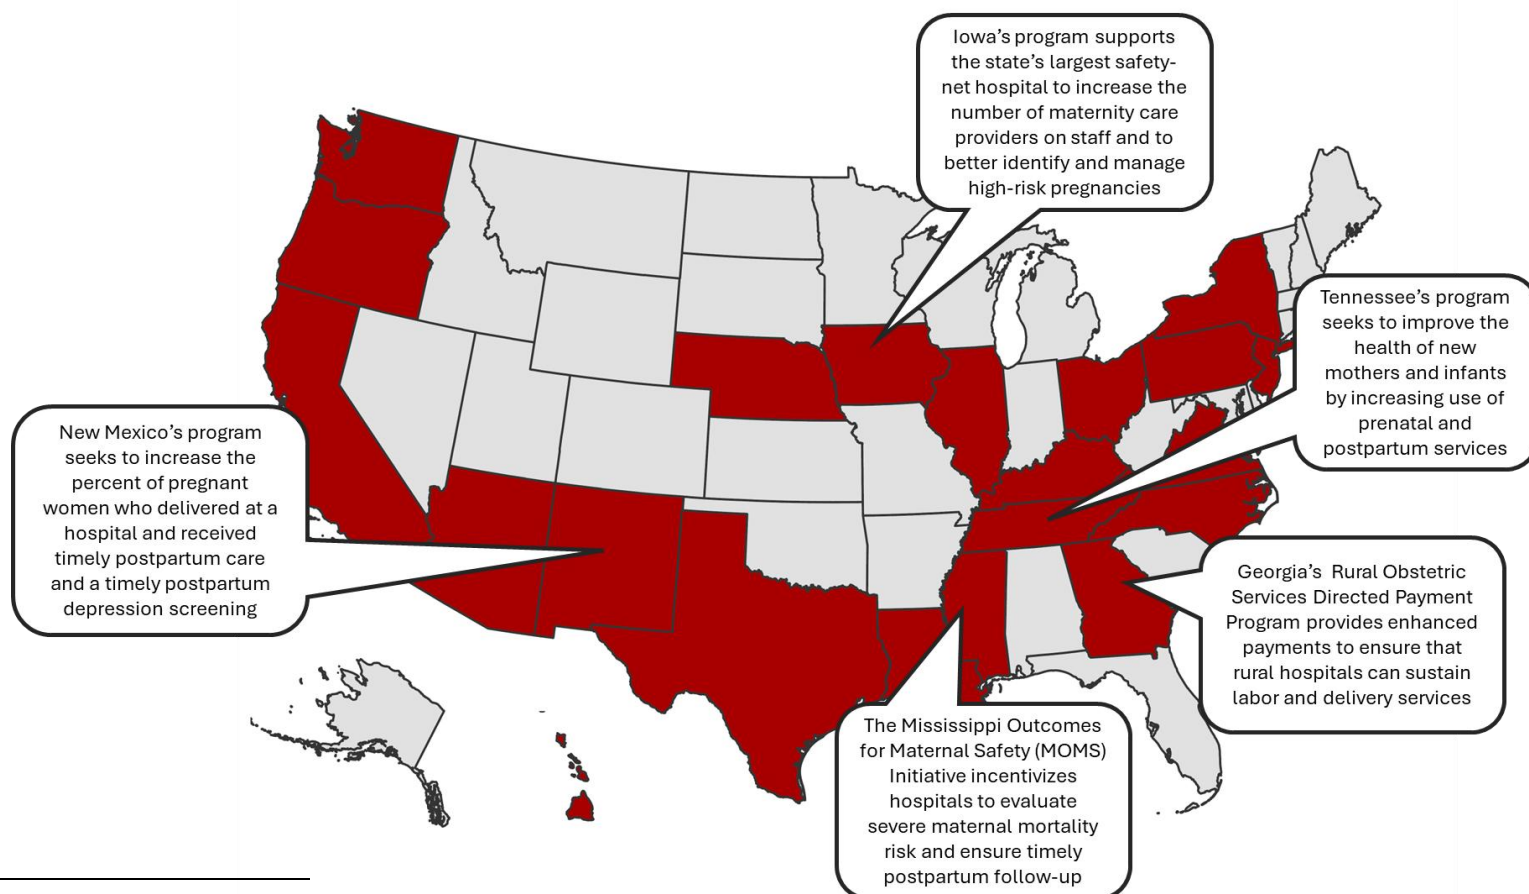 Iowa's program supports
the state's largest safety-
net hospital to increase the
number of maternity care
providers on staff and to
better identify and manage
high-risk pregnancies
Tennessee's program
seeks to improve the
health of new
mothers and infants
by increasing use of
prenatal and
postpartum services
New Mexico's program
seeks to increase the
percent of pregnant
women who delivered at a
hospital and received
timely postpartum care
and a timely postpartum
depression screening
Georgia's Rural Obstetric
Services Directed Payment
Program provides enhanced
payments to ensure that
rural hospitals can sustain
labor and delivery services
The Mississippi Outcomes
for Maternal Safety (MOMS)
Initiative incentivizes
hospitals to evaluate
severe maternal mortality
risk and ensure timely
postpartum follow-up